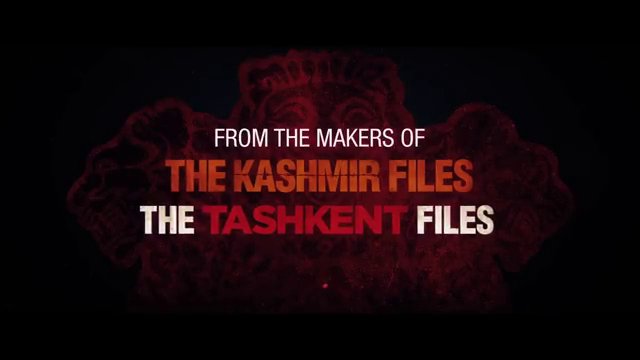 FROM THE MAKERS OF
THE KASHMIR FILES
THE TASHKENT FILES